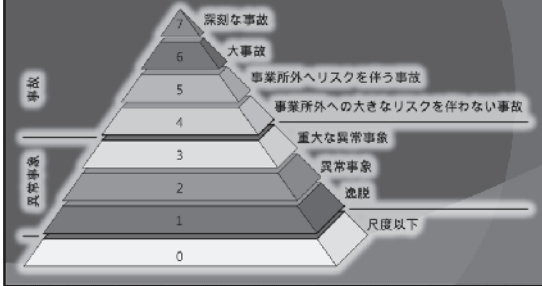 7 深刻な事故
6 大事故
5 事業所外へリスクを伴う事故
4 事業所外への大きなリスクを伴わない事故
事故
3 重大な異常事象
2 異常事象
1 逸脱
異常事象
0 尺度以下